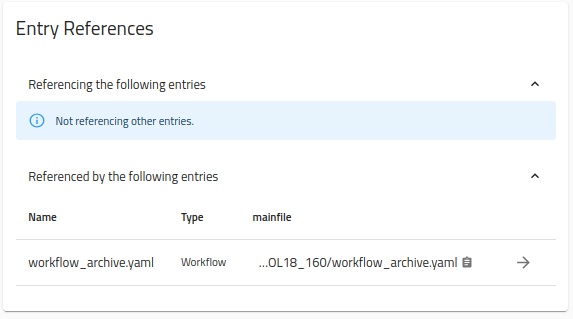 Entry References
Referencing the following entries
Not referencing other entries.
Referenced by the following entries
Name Type mainfile
workflow_archive.yaml Workflow ...OL18_160/workflow_archive.yaml